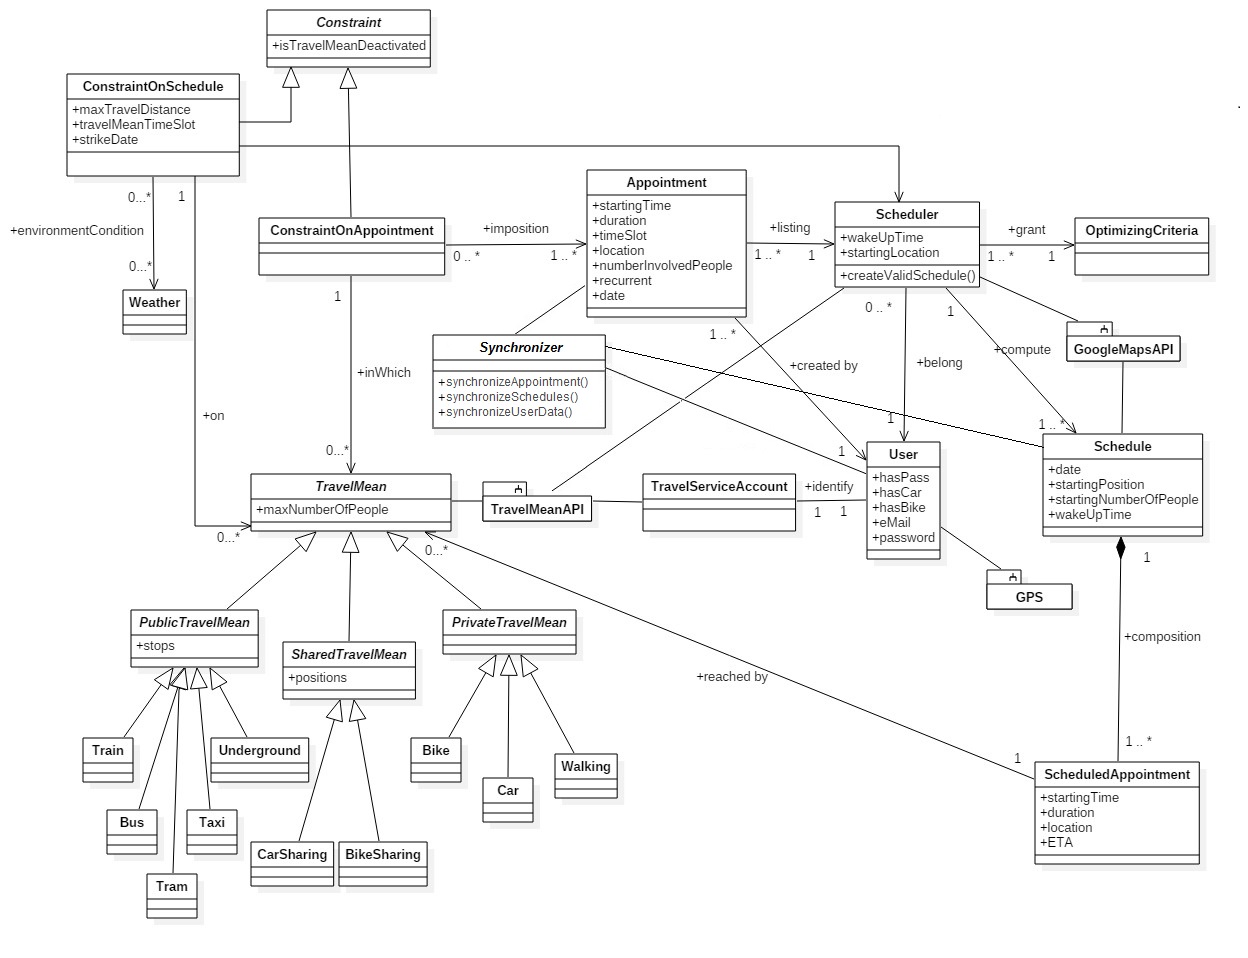 Constraint
+isTravelMeanDeactivated
ConstraintOnSchedule
+maxTravelDistance
+travelMeanTimeSlot
+strikeDate
0...*
1
+environmentCondition
0...*
Weather
+on
0...*
ConstraintOnAppointment
+imposition
0 .. *
1 .. *
1
+inWhich
0...*
Appointment
+startingTime
+duration
+timeSlot
+location
+numberInvolvedPeople
+recurrent
+date
+listing
1 .. *
1
Scheduler
+wakeUpTime
+startingLocation
+createValidSchedule()
+grant
1 .. *
1
OptimizingCriteria
Synchronizer
+synchronizeAppointment()
+synchronizeSchedules()
+synchronizeUserData()
1 .. *
+created by
1
0 .. *
+belong
1
1
+compute
1 .. *
GoogleMapsAPI
Schedule
+date
+startingPosition
+startingNumberOfPeople
+wakeUpTime
User
+hasPass
+hasCar
+hasBike
+eMail
+password
TravelMean
+maxNumberOfPeople
TravelMeanAPI
TravelServiceAccount
+identify
1
1
0...*
GPS
1
+composition
1 .. *
+reached by
1
ScheduledAppointment
+startingTime
+duration
+location
+ETA
PublicTravelMean
+stops
SharedTravelMean
+positions
PrivateTravelMean
Train
Underground
Bus
Taxi
Tram
CarSharing
BikeSharing
Bike
Car
Walking